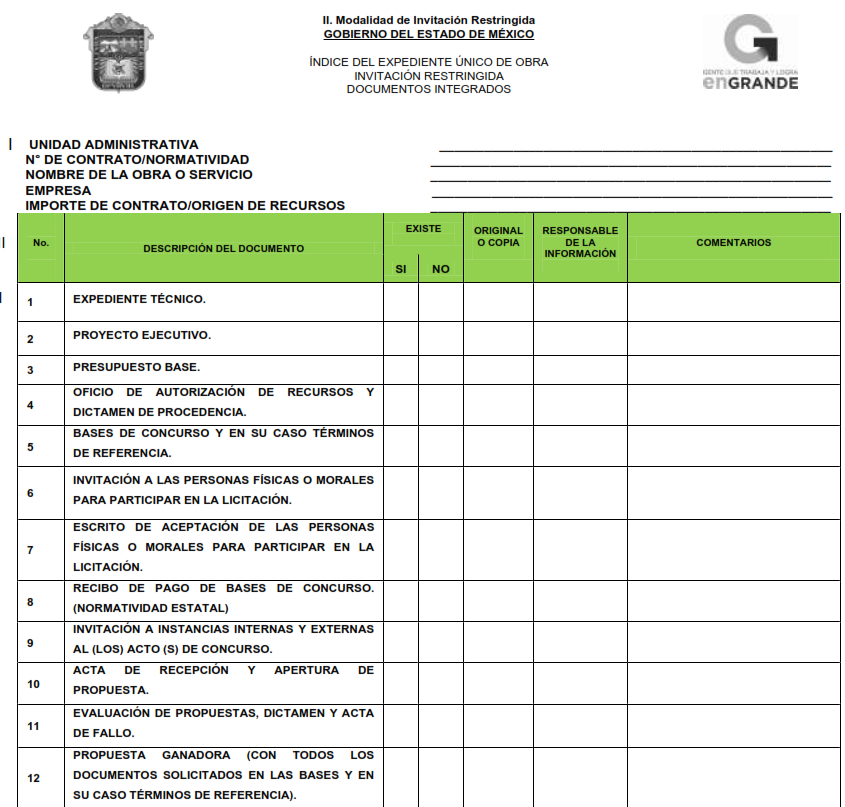 II. Modalidad de Invitación Restringida
GOBIERNO DEL ESTADO DE MÉXICO
ÍNDICE DEL EXPEDIENTE ÚNICO DE OBRA
INVITACIÓN RESTRINGIDA
DOCUMENTOS INTEGRADOS
GENTE QUE TRABAJA Y LOGRA
enGRANDE
UNIDAD ADMINISTRATIVA
N° DE CONTRATO/NORMATIVIDAD
NOMBRE DE LA OBRA O SERVICIO
EMPRESA
IMPORTE DE CONTRATO/ORIGEN DE RECURSOS
No.
DESCRIPCIÓN DEL DOCUMENTO
EXISTE
SI NO
ORIGINAL
O COPIA
RESPONSABLE
DE LA
INFORMACIÓN
COMENTARIOS
1 EXPEDIENTE TÉCNICO.
2 PROYECTO EJECUTIVO.
3 PRESUPUESTO BASE.
4 OFICIO DE AUTORIZACIÓN DE RECURSOS Y
DICTAMEN DE PROCEDENCIA.
5 BASES DE CONCURSO Y EN SU CASO TÉRMINOS
DE REFERENCIA.
6 INVITACIÓN A LAS PERSONAS FÍSICAS O MORALES
PARA PARTICIPAR EN LA LICITACIÓN.
7 ESCRITO DE ACEPTACIÓN DE LAS PERSONAS
FÍSICAS O MORALES PARA PARTICIPAR EN LA
LICITACIÓN.
8 RECIBO DE PAGO DE BASES DE CONCURSO.
(NORMATIVIDAD ESTATAL)
9 INVITACIÓN A INSTANCIAS INTERNAS Y EXTERNAS
AL (LOS) ACTO (S) DE CONCURSO.
10 ACTA DE RECEPCIÓN Y APERTURA DE
PROPUESTA.
11 EVALUACIÓN DE PROPUESTAS, DICTAMEN Y ACTA
DE FALLO.
12 PROPUESTA GANADORA (CON TODOS LOS
DOCUMENTOS SOLICITADOS EN LAS BASES Y EN
SU CASO TÉRMINOS DE REFERENCIA).